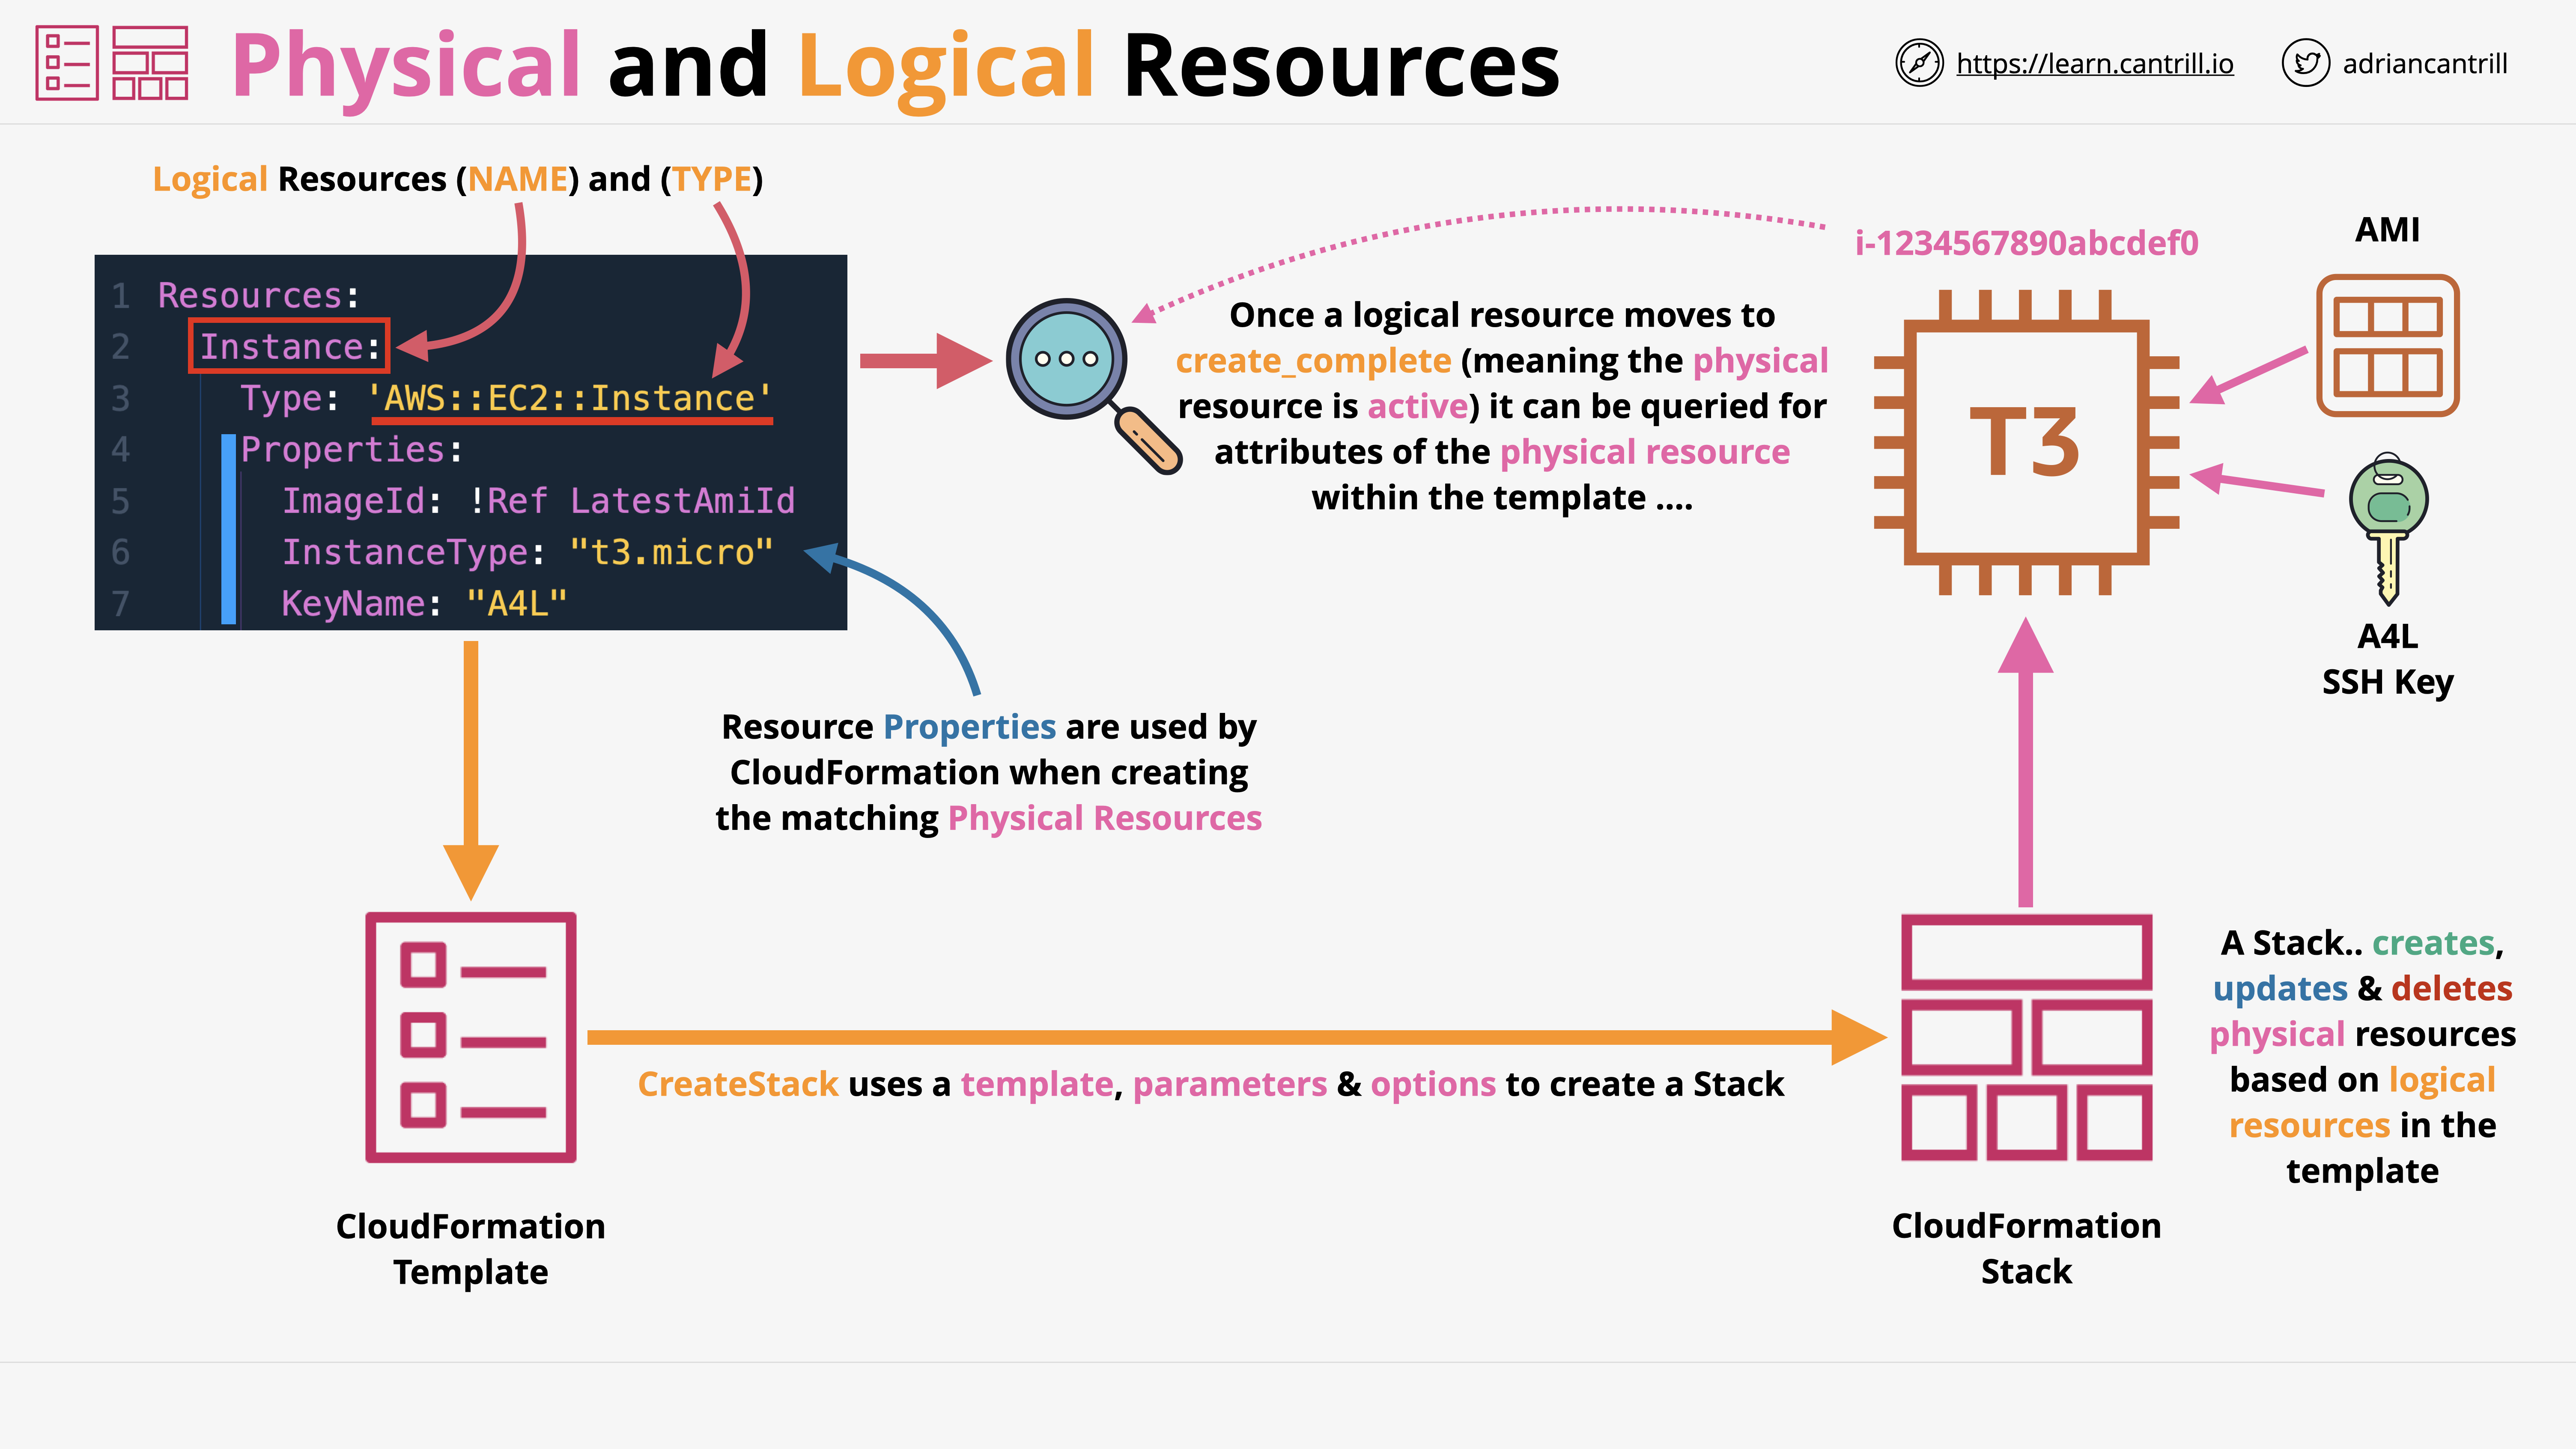 Physical and Logical Resources
https://learn.cantrill.io
adriancantrill
Logical Resources (NAME) and (TYPE)
1 Resources:
2 Instance:
3 Type: 'AWS::EC2::Instance'
4 Properties:
5 ImageId: !Ref LatestAmiId
6 InstanceType: "t3.micro"
7 KeyName: "A4L"
Once a logical resource moves to
create_complete (meaning the physical
resource is active) it can be queried for
attributes of the physical resource
within the template ....
i-1234567890abcdef0
T3
AMI
A4L
SSH Key
Resource Properties are used by
CloudFormation when creating
the matching Physical Resources
CreateStack uses a template, parameters & options to create a Stack
CloudFormation
Template
CloudFormation
Stack
A Stack.. creates,
updates & deletes
physical resources
based on logical
resources in the
template